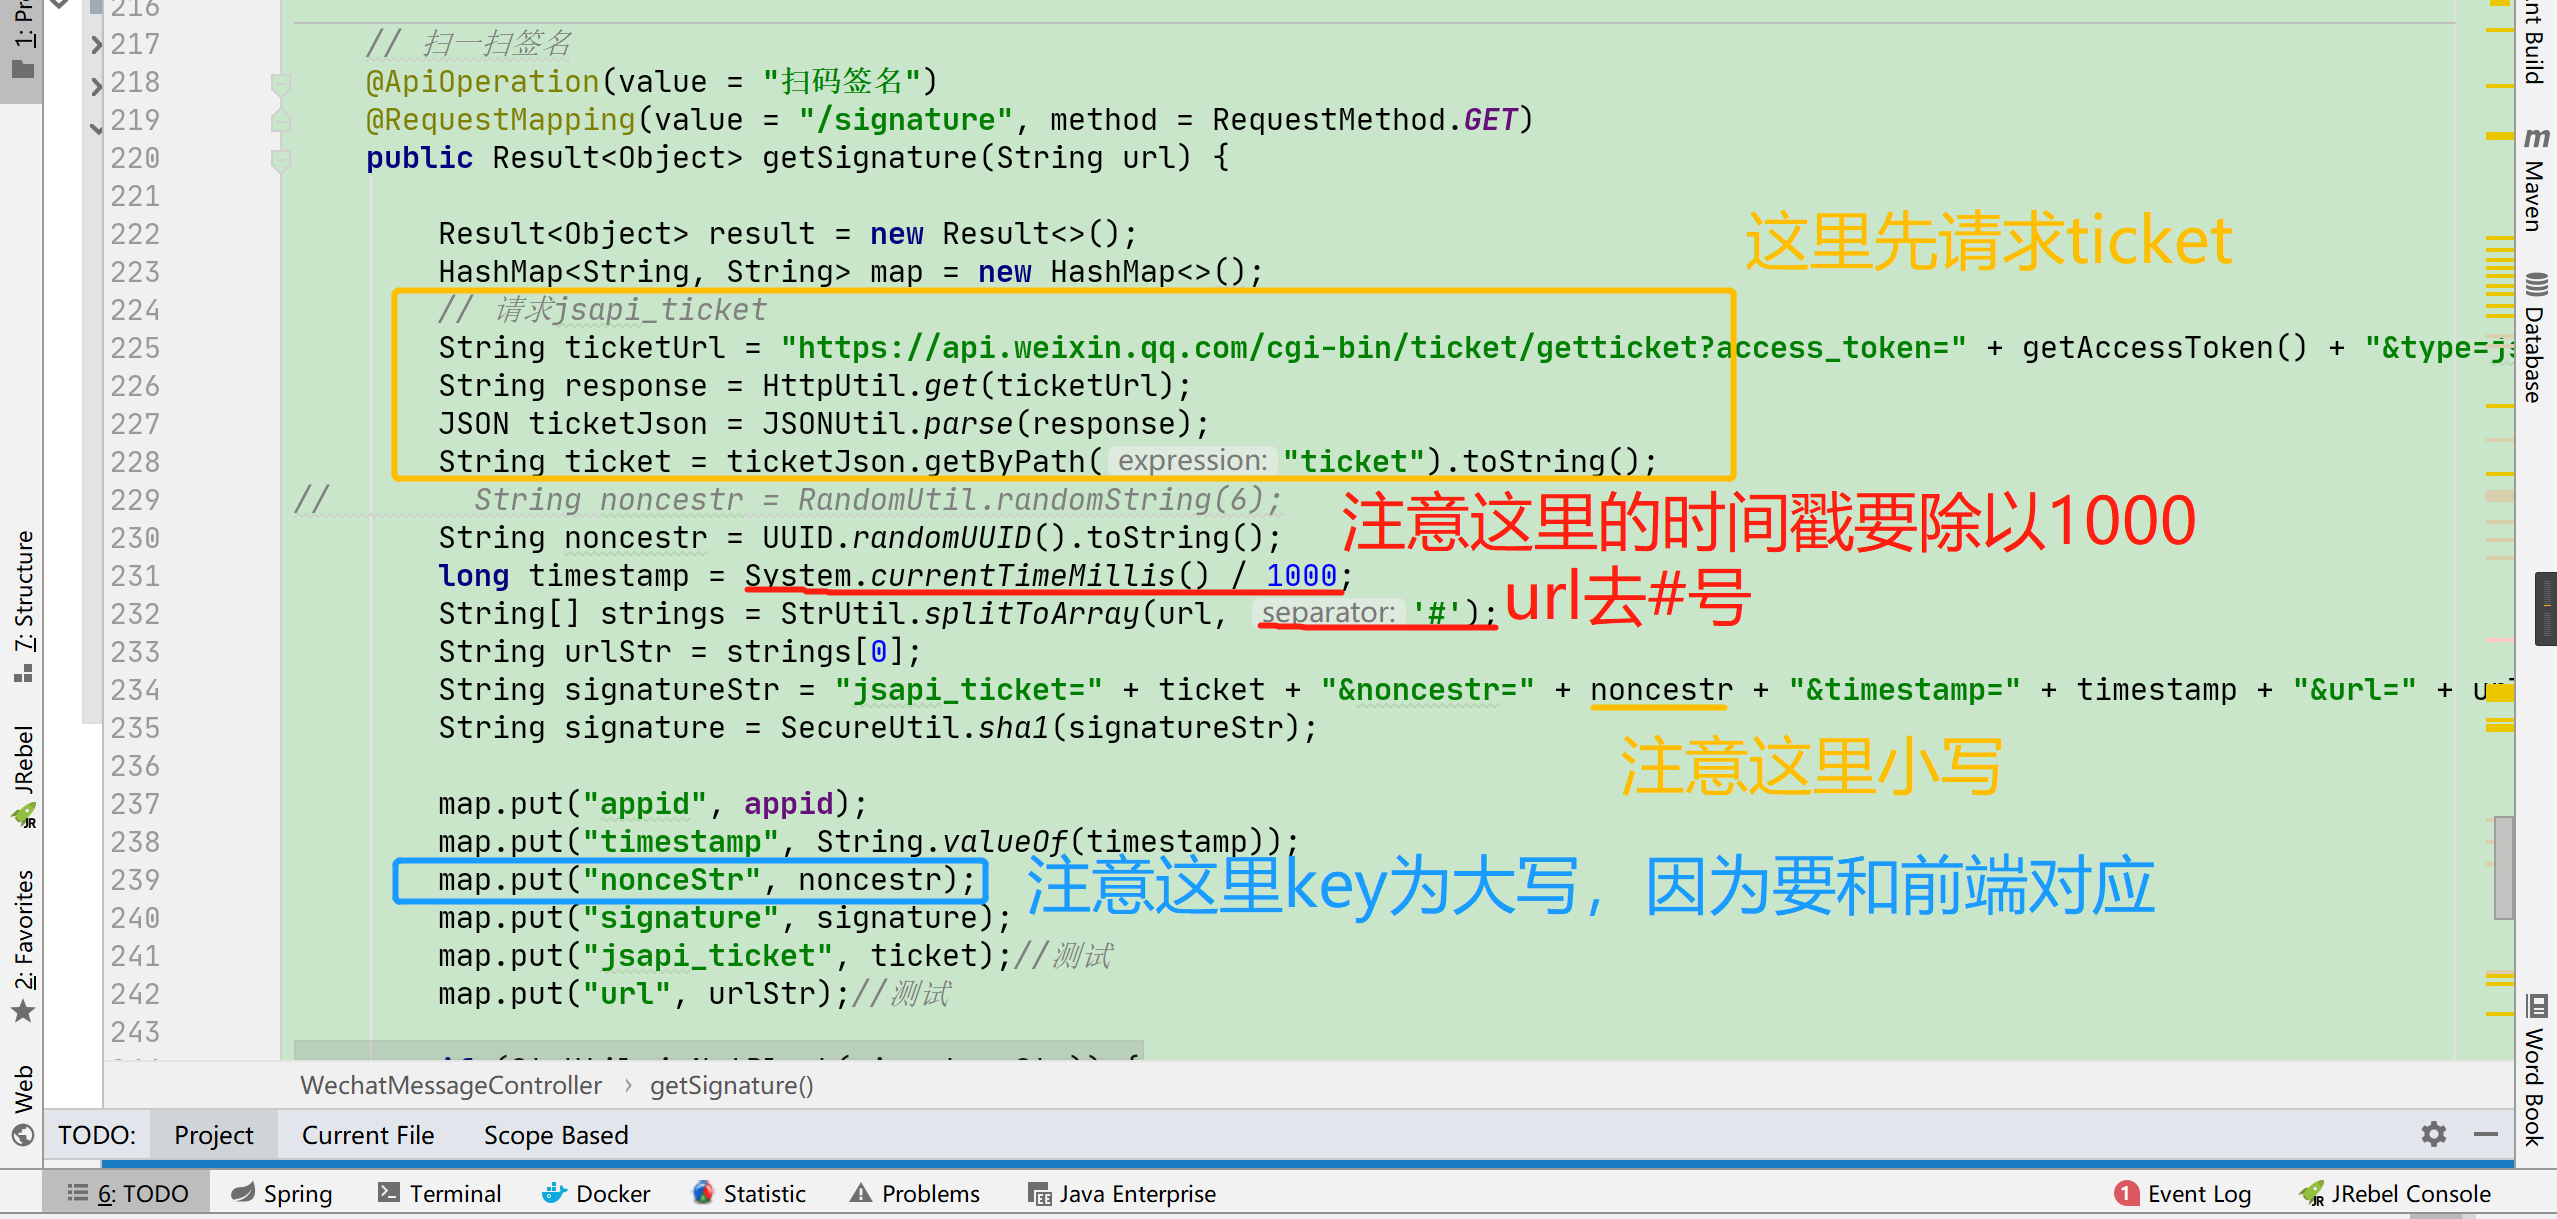 216
217 // 扫一扫签名
218 @ApiOperation(value = "扫码签名")
219 @RequestMapping(value = "/signature", method = RequestMethod.GET)
220 public Result<Object> getSignature(String url) {
221
222 Result<Object> result = new Result<>();
这里先请求ticket
223 HashMap<String, String> map = new HashMap<>();
224 // 请求jsapi_ticket
225 String ticketUrl = "https://api.weixin.qq.com/cgi-bin/ticket/getticket?access_token=" + getAccessToken() + "&type=js
226 String response = HttpUtil.get(ticketUrl);
227 JSON ticketJson = JSONUtil.parse(response);
228 String ticket = ticketJson.getByPath( expression: "ticket").toString();
229 // String noncestr = RandomUtil.randomString(6);
注意这里的时间戳要除以1000
230 String noncestr = UUID.randomUUID().toString();
231 long timestamp = System.currentTimeMillis() / 1000;
232 String[] strings = StrUtil.splitToArray(url, separator: '#');
url去#号
233 String urlStr = strings[0];
234 String signatureStr = "jsapi_ticket=" + ticket + "&noncestr=" + noncestr + "&timestamp=" + timestamp + "&url=" + ur
235 String signature = SecureUtil.sha1(signatureStr);
注意这里小写
236
237 map.put("appid", appid);
238 map.put("timestamp", String.valueOf(timestamp));
239 map.put("nonceStr", noncestr);
注意这里key为大写，因为要和前端对应
240 map.put("signature", signature);
241 map.put("jsapi_ticket", ticket);//测试
242 map.put("url", urlStr);//测试
243
WechatMessageController › getSignature()
TODO: Project Current File Scope Based
6: TODO Spring Terminal Docker Statistic Problems Java Enterprise 1 Event Log JRebel Console
7: Structure
JRebel
2: Favorites
Web
Build
Maven
Database
Word Book